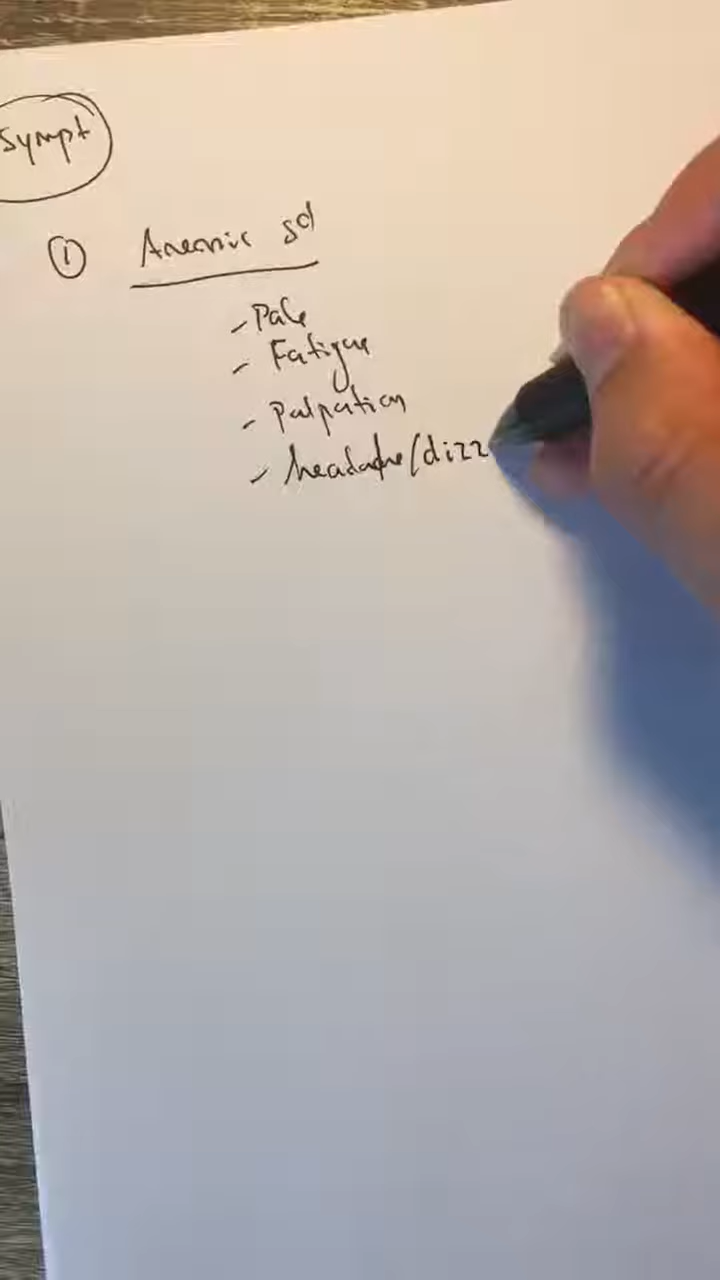 Sympt
① Anemic sd
- Pale
- Fatigue
- Palpation
- headache/dizz